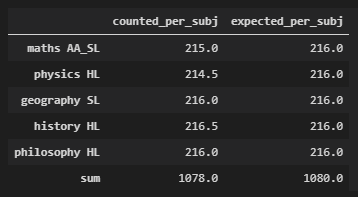 counted_per_subj expected_per_subj
maths AA_SL 215.0 216.0
physics HL 214.5 216.0
geography SL 216.0 216.0
history HL 216.5 216.0
philosophy HL 216.0 216.0
sum 1078.0 1080.0